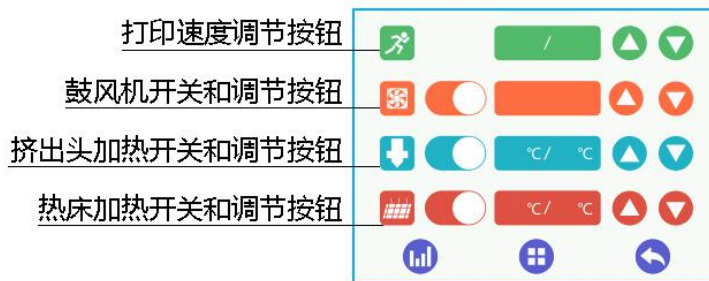 打印速度调节按钮
/
鼓风机开关和调节按钮
挤出头加热开关和调节按钮
℃/ ℃
热床加热开关和调节按钮
℃/ ℃